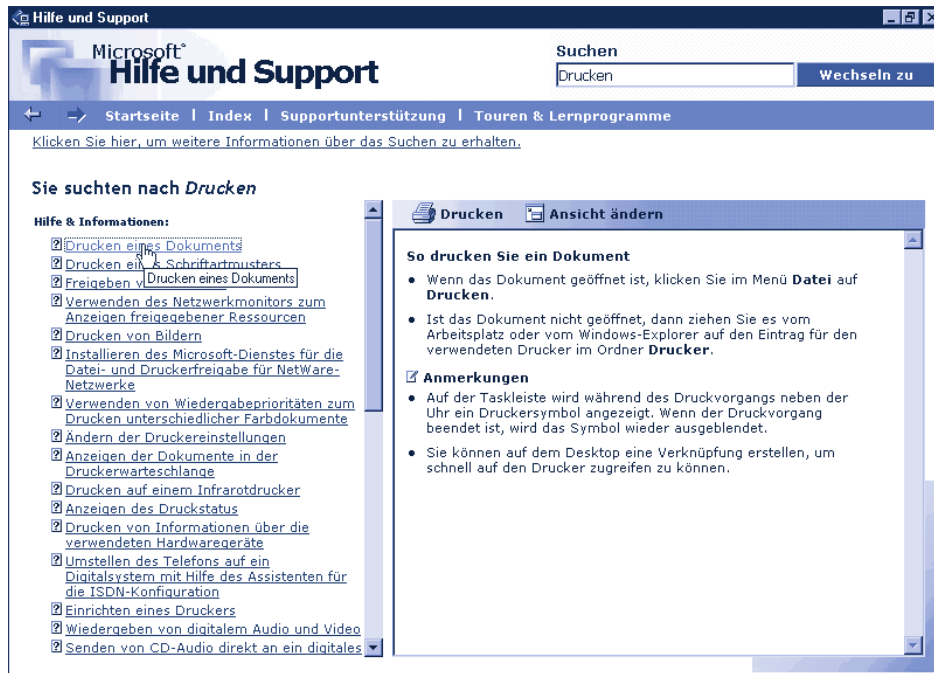 Hilfe und Support
Microsoft®
Hilfe und Support
Suchen
Drucken
Wechseln zu
Startseite | Index | Supportunterstützung | Touren & Lernprogramme
Klicken Sie hier, um weitere Informationen über das Suchen zu erhalten.
Sie suchten nach Drucken
Hilfe & Informationen:
Drucken eines Dokuments
Drucken eines Schriftartmusters
Freigeben v
Drucken eines Dokuments
Verwenden des Netzwerkmonitors zum
Anzeigen freigegebener Ressourcen
Drucken von Bildern
Installieren des Microsoft-Dienstes für die
Datei- und Druckerfreigabe für NetWare-
Netzwerke
Verwenden von Wiedergabeprioritäten zum
Drucken unterschiedlicher Farbdokumente
Ändern der Druckereinstellungen
Anzeigen der Dokumente in der
Druckerwarteschlange
Drucken auf einem Infrarotdrucker
Anzeigen des Druckstatus
Drucken von Informationen über die
verwendeten Hardwaregeräte
Umstellen des Telefons auf ein
Digitalsystem mit Hilfe des Assistenten für
die ISDN-Konfiguration
Einrichten eines Druckers
Wiedergeben von digitalem Audio und Video
Senden von CD-Audio direkt an ein digitales
Drucken Ansicht ändern
So drucken Sie ein Dokument
• Wenn das Dokument geöffnet ist, klicken Sie im Menü Datei auf
Drucken.
• Ist das Dokument nicht geöffnet, dann ziehen Sie es vom
Arbeitsplatz oder vom Windows-Explorer auf den Eintrag für den
verwendeten Drucker im Ordner Drucker.
Anmerkungen
• Auf der Taskleiste wird während des Druckvorgangs neben der
Uhr ein Druckersymbol angezeigt. Wenn der Druckvorgang
beendet ist, wird das Symbol wieder ausgeblendet.
• Sie können auf dem Desktop eine Verknüpfung erstellen, um
schnell auf den Drucker zugreifen zu können.